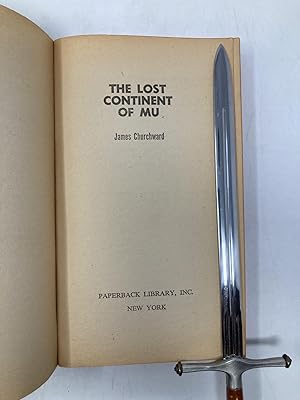 THE LOST
CONTINENT
OF MU
James Churchward
PAPERBACK LIBRARY, INC.
NEW YORK